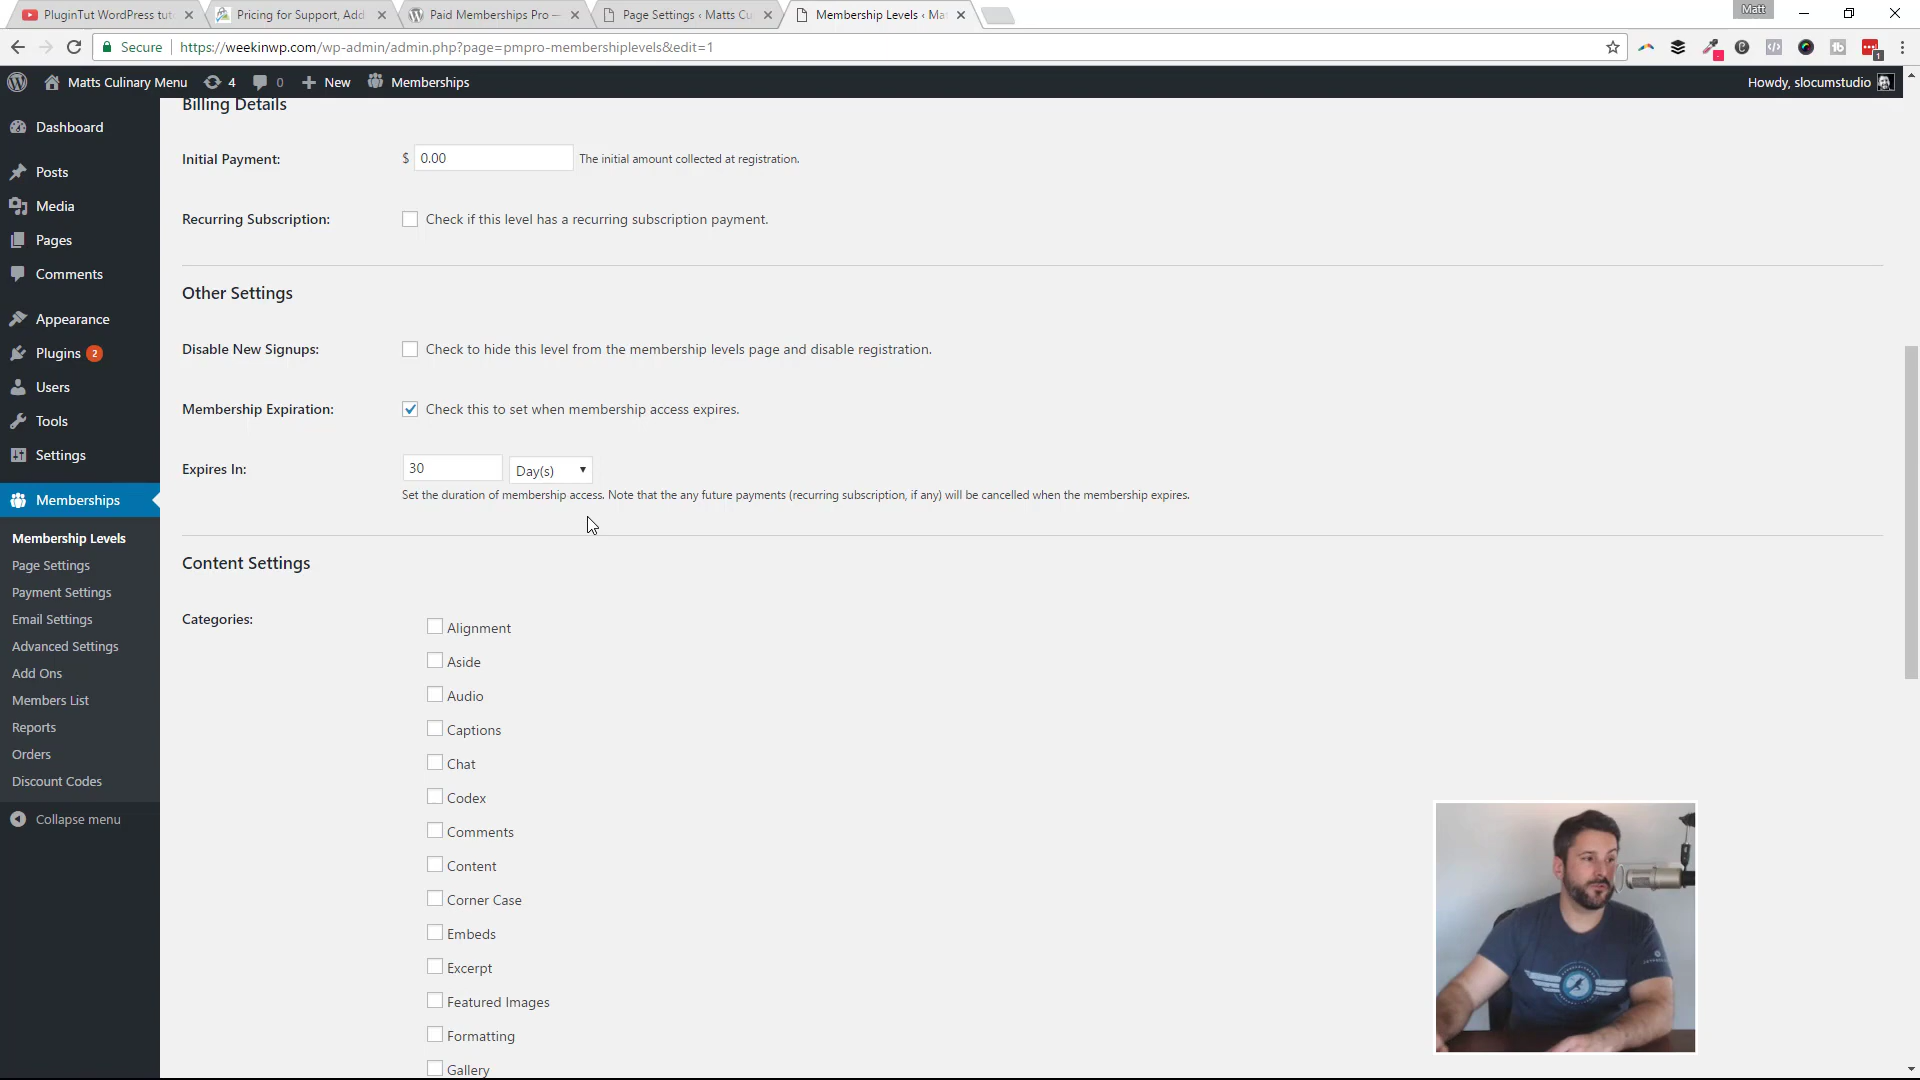 PluginTut WordPress tut
Pricing for Support, Add
Paid Memberships Pro —
Page Settings ‹ Matts Cu
Membership Levels ‹ Ma
Matt
Secure
https://weekinwp.com/wp-admin/admin.php?page=pmpro-membershiplevels&edit=1
1
Matts Culinary Menu
4
0
New
Memberships
Howdy, slocumstudio
Dashboard
Posts
Media
Pages
Comments
Appearance
Plugins 2
Users
Tools
Settings
Memberships
Membership Levels
Page Settings
Payment Settings
Email Settings
Advanced Settings
Add Ons
Members List
Reports
Orders
Discount Codes
Collapse menu
Billing Details
Initial Payment: $ 0.00 The initial amount collected at registration.
Recurring Subscription: Check if this level has a recurring subscription payment.
Other Settings
Disable New Signups: Check to hide this level from the membership levels page and disable registration.
Membership Expiration: Check this to set when membership access expires.
Expires In: 30 Day(s)
Set the duration of membership access. Note that the any future payments (recurring subscription, if any) will be cancelled when the membership expires.
Content Settings
Categories:
Alignment
Aside
Audio
Captions
Chat
Codex
Comments
Content
Corner Case
Embeds
Excerpt
Featured Images
Formatting
Gallery